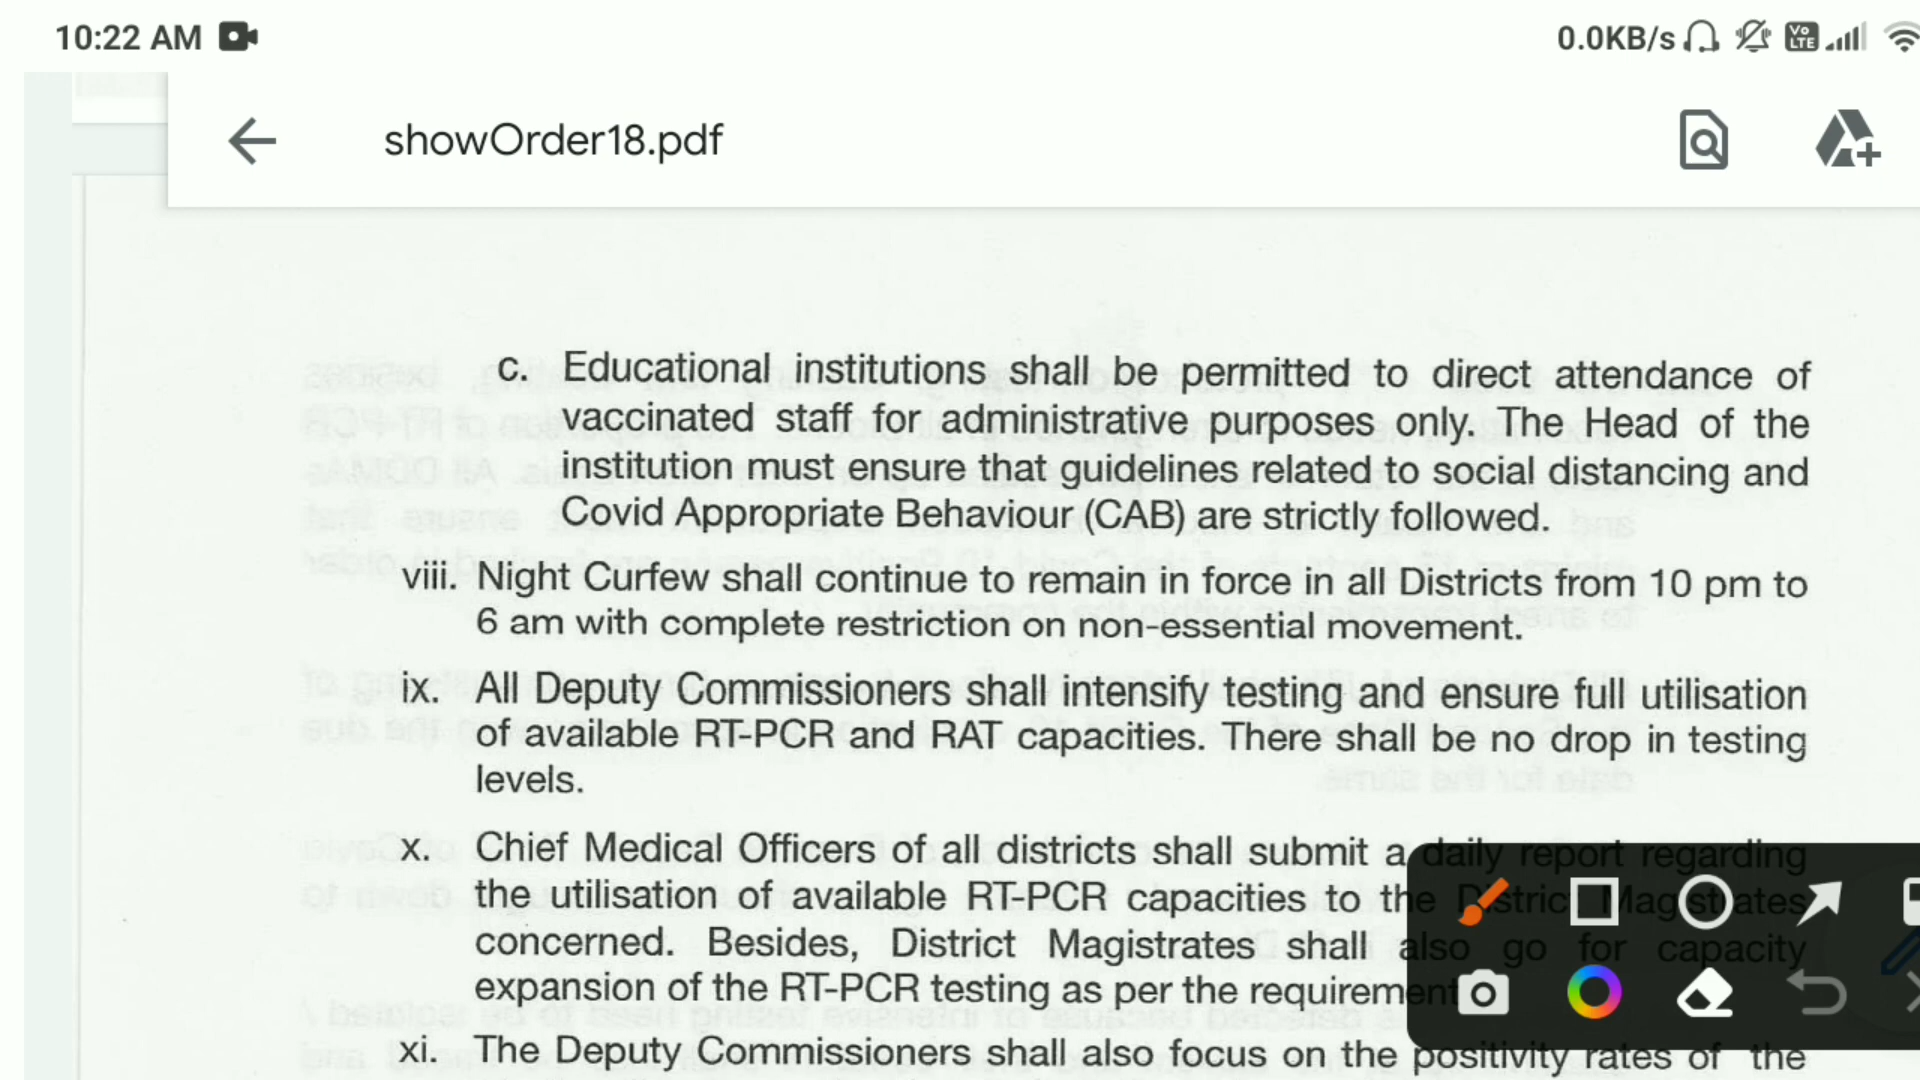 10:22 AM
0.0KB/s
Vo LTE
showOrder18.pdf
c. Educational institutions shall be permitted to direct attendance of
vaccinated staff for administrative purposes only. The Head of the
institution must ensure that guidelines related to social distancing and
Covid Appropriate Behaviour (CAB) are strictly followed.
viii. Night Curfew shall continue to remain in force in all Districts from 10 pm to
6 am with complete restriction on non-essential movement.
ix. All Deputy Commissioners shall intensify testing and ensure full utilisation
of available RT-PCR and RAT capacities. There shall be no drop in testing
levels.
x. Chief Medical Officers of all districts shall submit a daily report regarding
the utilisation of available RT-PCR capacities to the District Magistrates
concerned. Besides, District Magistrates shall also go for capacity
expansion of the RT-PCR testing as per the requirement
xi. The Deputy Commissioners shall also focus on the positivity rates of the